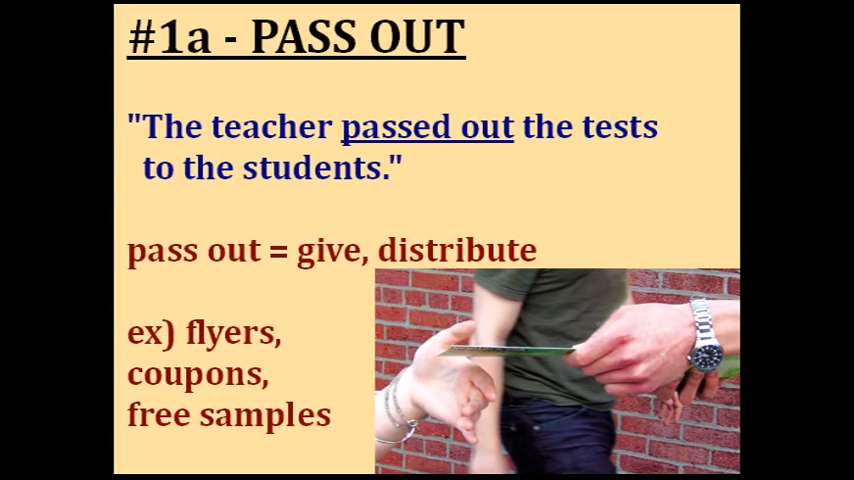 #1a - PASS OUT
"The teacher passed out the tests
to the students."
pass out = give, distribute
ex) flyers,
coupons,
free samples